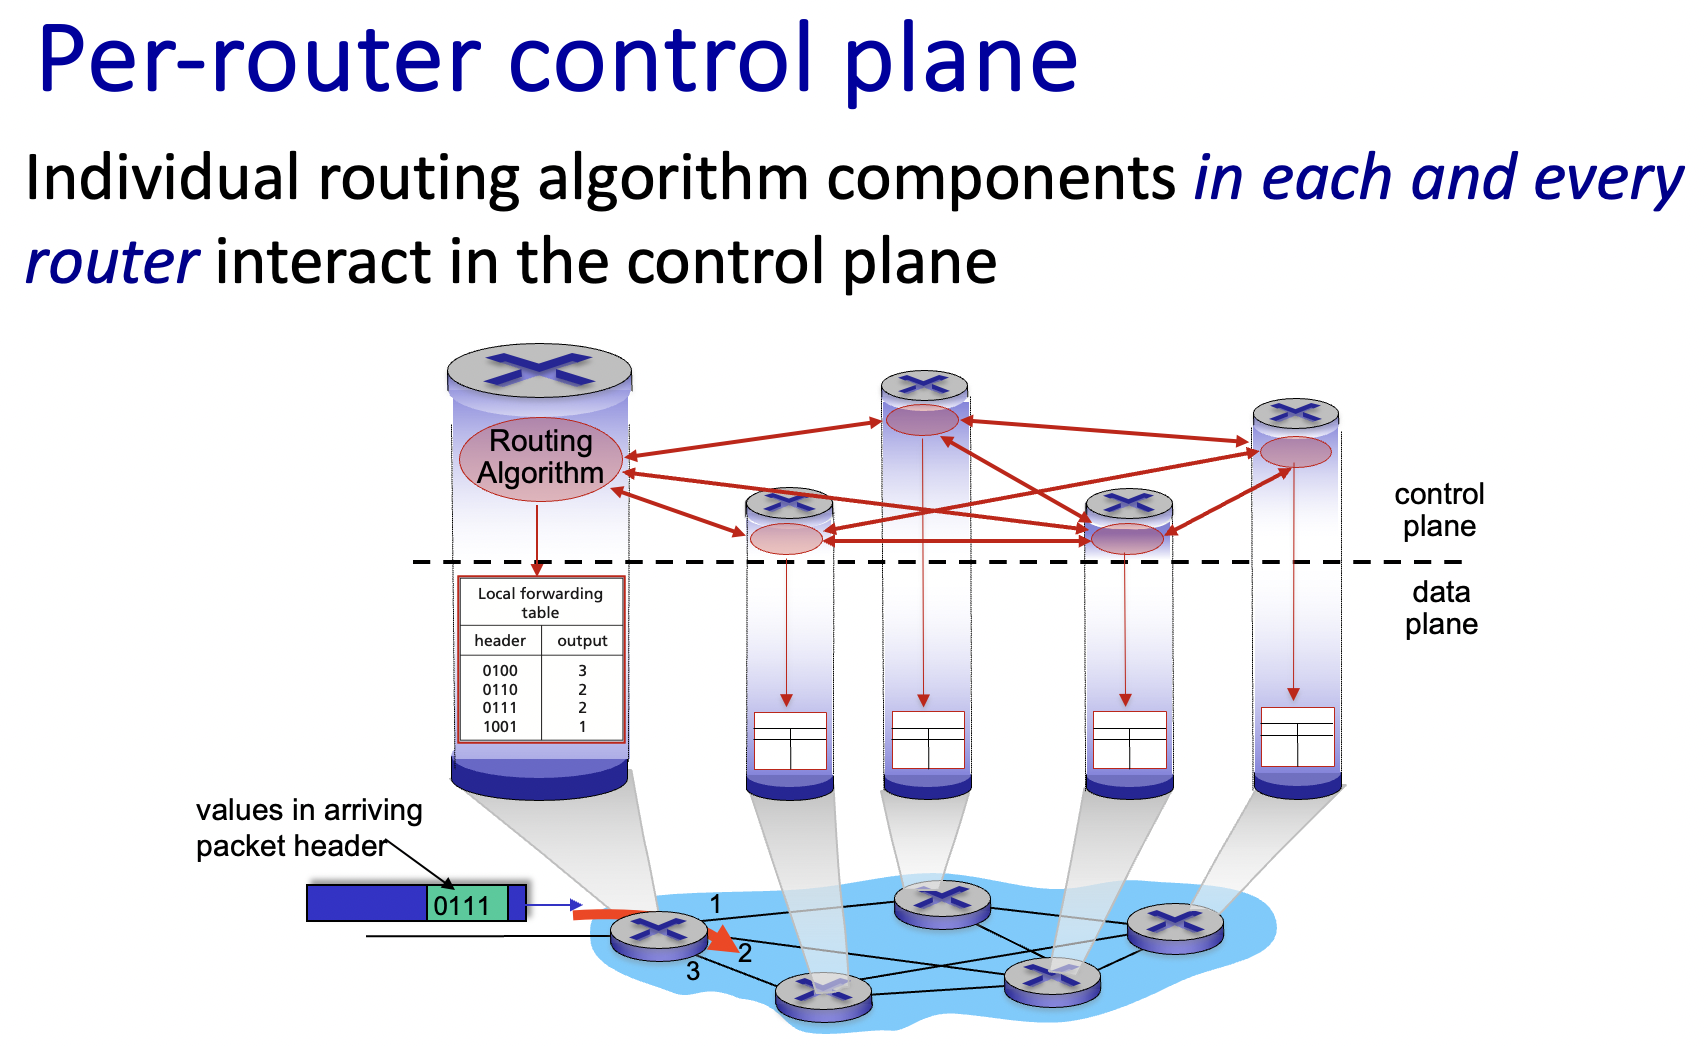 Per-router control plane
Individual routing algorithm components in each and every
router interact in the control plane
Routing
Algorithm
control
plane
data
plane
Local forwarding
table
header output
0100 3
0110 2
0111 2
1001 1
values in arriving
packet header
0111
1
2
3